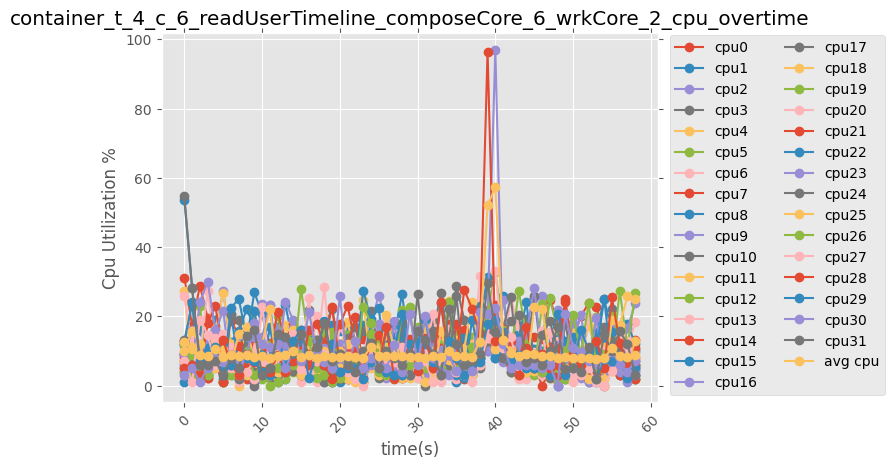 container_t_4_c_6_readUserTimeline_composeCore_6_wrkCore_2_cpu_overtime
100
80
60
40
20
0
Cpu Utilization %
0
10
20
30
40
50
60
time(s)
cpu0
cpu1
cpu2
cpu3
cpu4
cpu5
cpu6
cpu7
cpu8
cpu9
cpu10
cpu11
cpu12
cpu13
cpu14
cpu15
cpu16
cpu17
cpu18
cpu19
cpu20
cpu21
cpu22
cpu23
cpu24
cpu25
cpu26
cpu27
cpu28
cpu29
cpu30
cpu31
avg cpu